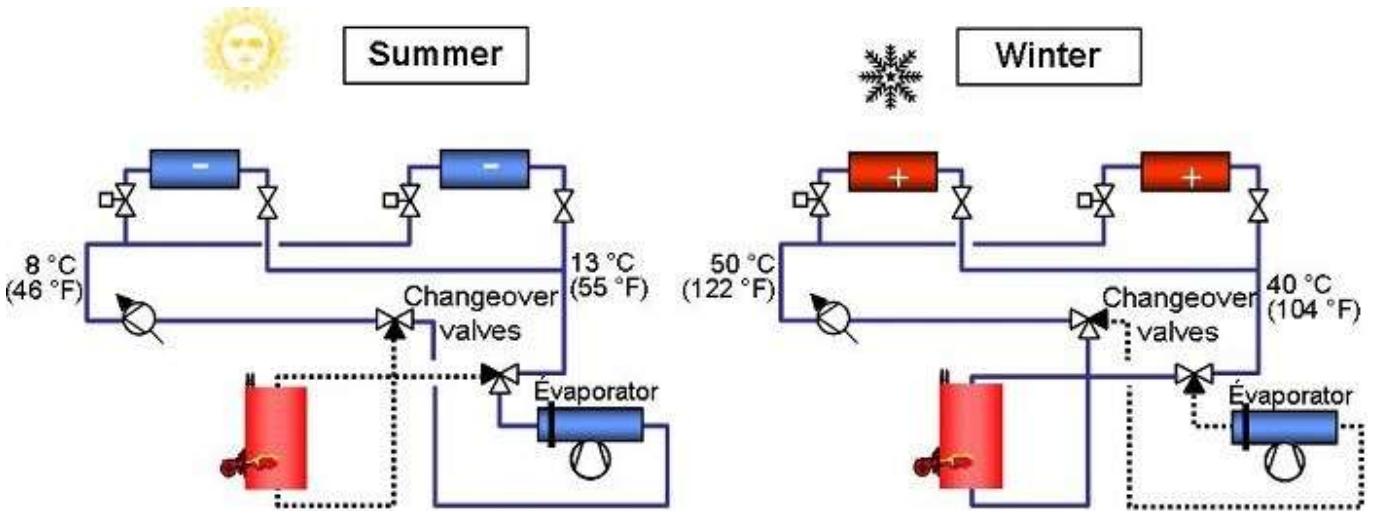 Summer
Winter
-
-
+
+
8 °C
(46 °F)
13 °C
(55 °F)
Changeover
valves
Évaporator
50 °C
(122 °F)
40 °C
(104 °F)
Changeover
valves
Évaporator